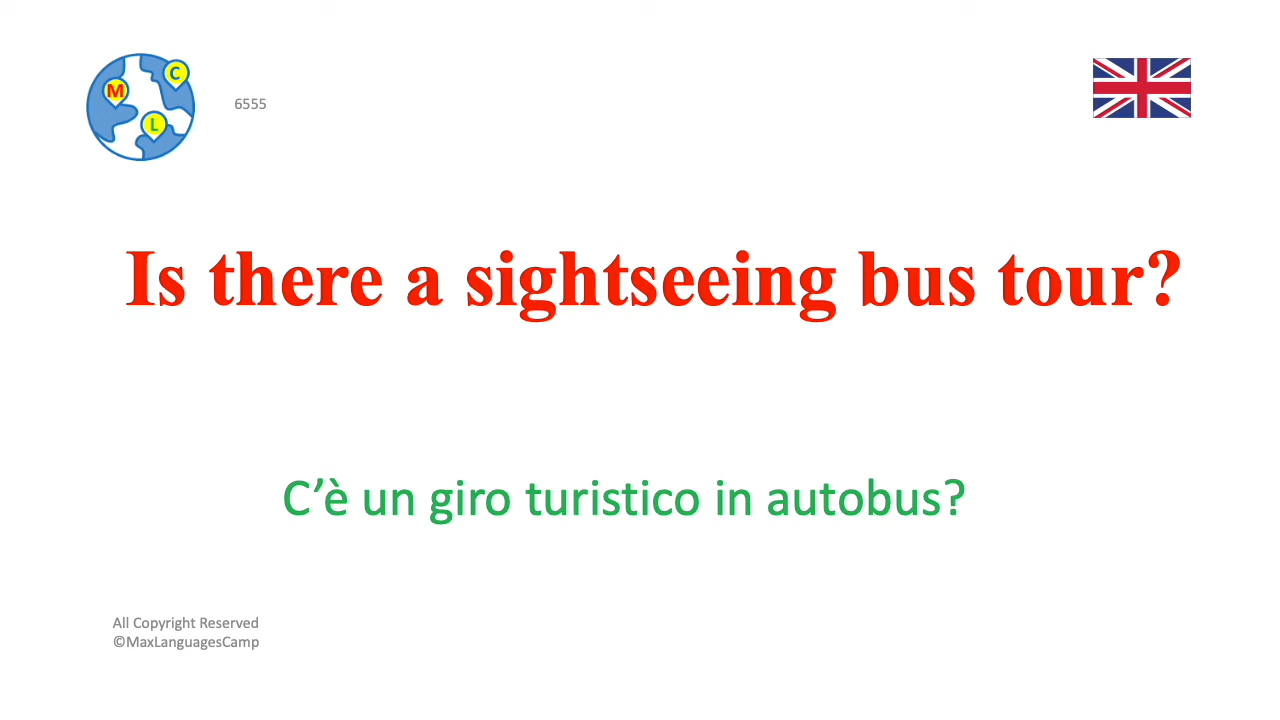 M
C
L
6555
Is there a sightseeing bus tour?
C’è un giro turistico in autobus?
All Copyright Reserved
©MaxLanguagesCamp